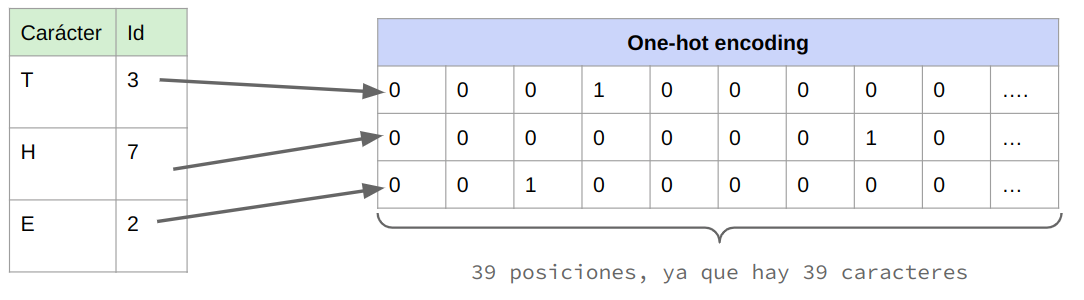 Carácter Id
T 3
H 7
E 2
One-hot encoding
0 0 0 1 0 0 0 0 0 ....
0 0 0 0 0 0 0 1 0 ...
0 0 1 0 0 0 0 0 0 ...
39 posiciones, ya que hay 39 caracteres